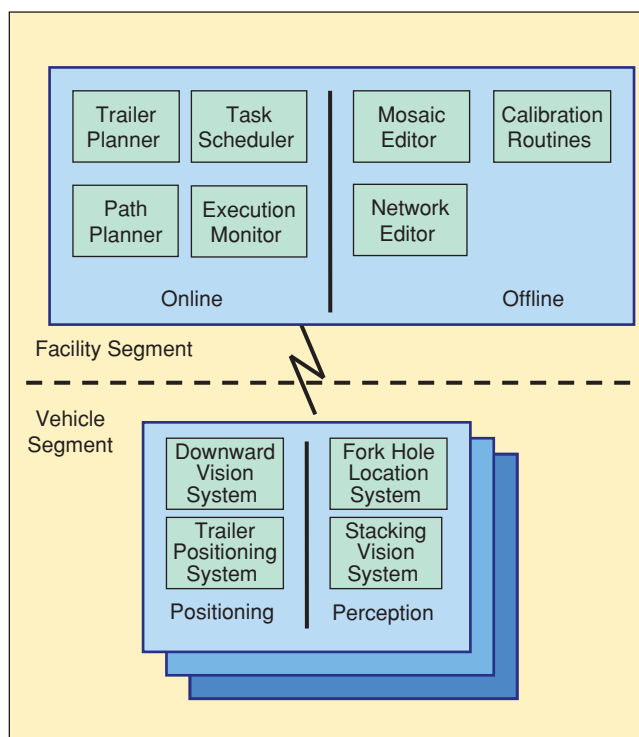 Trailer
Planner
Task
Scheduler
Path
Planner
Execution
Monitor
Online
Mosaic
Editor
Calibration
Routines
Network
Editor
Offline
Facility Segment
Vehicle
Segment
Downward
Vision
System
Trailer
Positioning
System
Positioning
Fork Hole
Location
System
Stacking
Vision
System
Perception